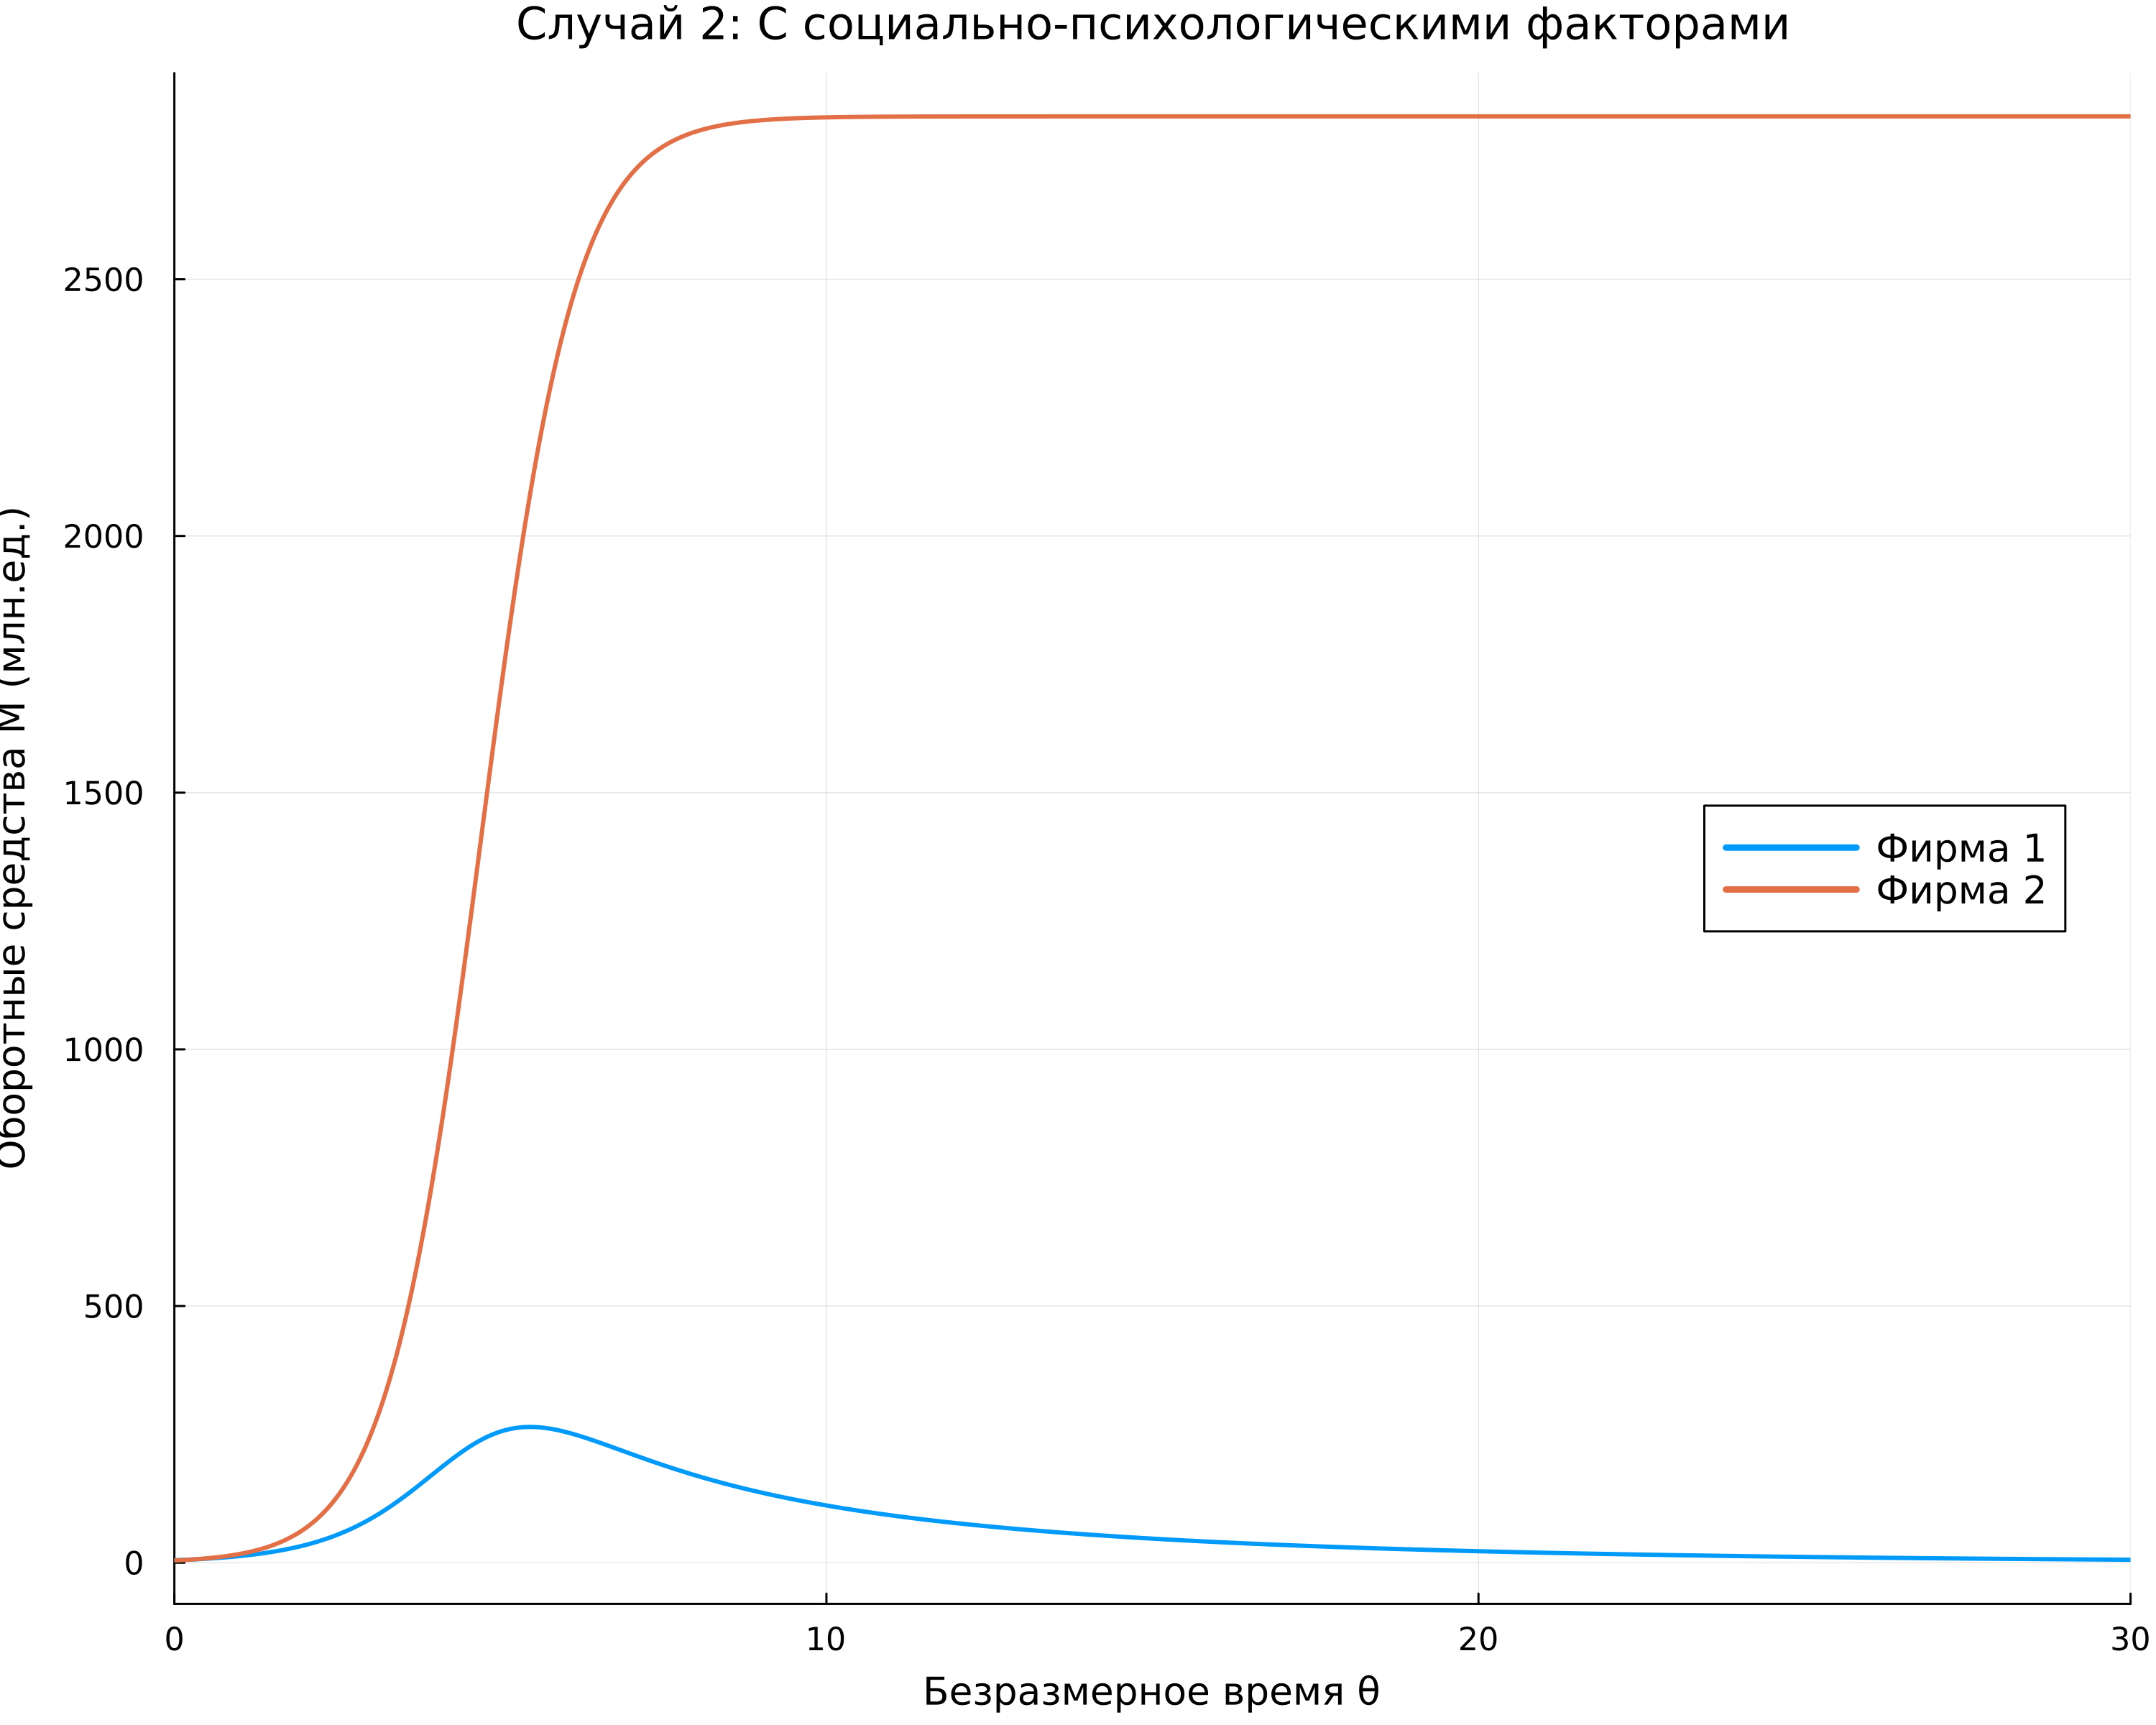 Случай 2: С социально-психологическими факторами
Оборотные средства M (млн.ед.)
2500
2000
1500
1000
500
0
Фирма 1
Фирма 2
0 10 20 30
Безразмерное время θ